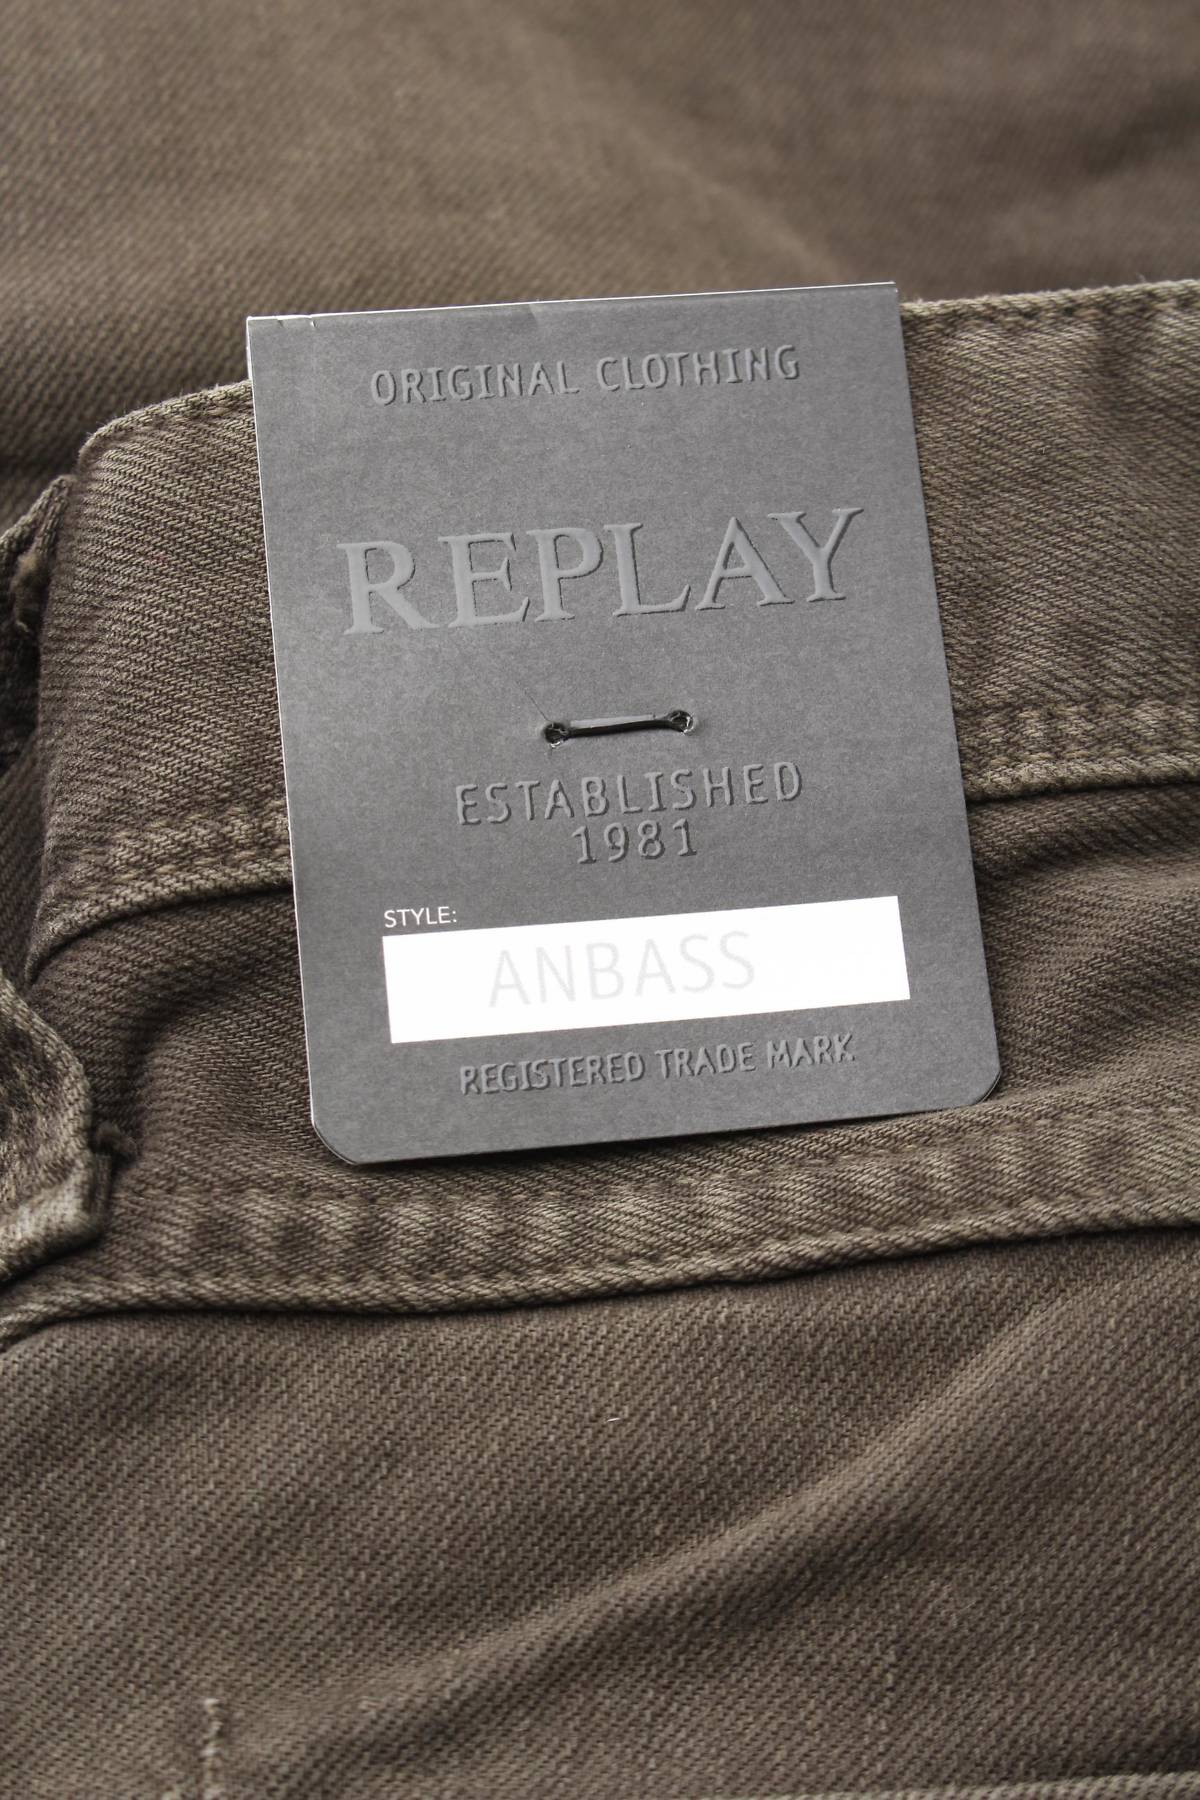 ORIGINAL CLOTHING
REPLAY
ESTABLISHED
1981
STYLE:
ANBASS
REGISTERED TRADE MARK